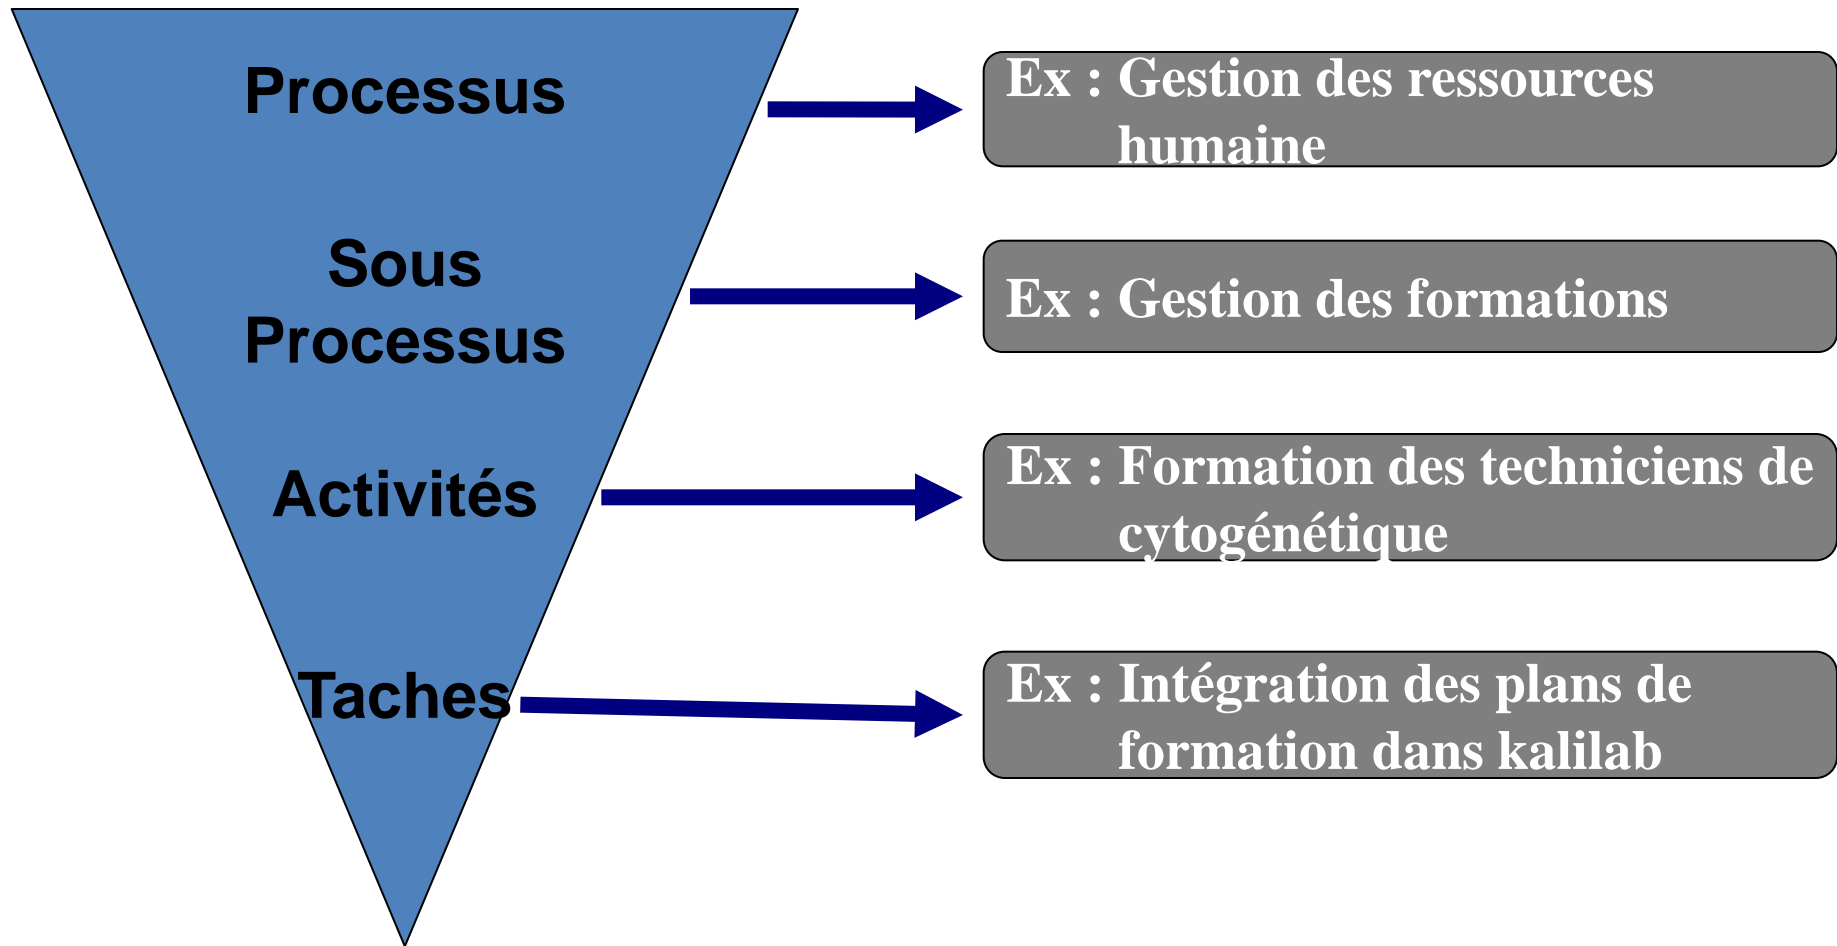 Processus
Ex : Gestion des ressources
humaine
Sous
Processus
Ex : Gestion des formations
Activités
Ex : Formation des techniciens de
cytogénétique
Taches
Ex : Intégration des plans de
formation dans kalilab